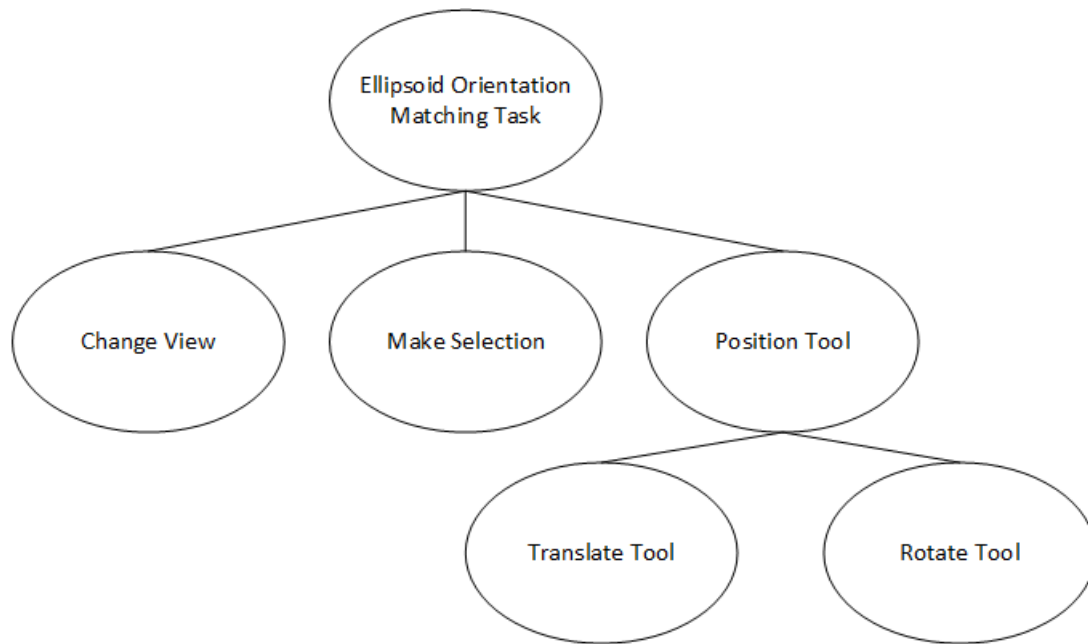 Ellipsoid Orientation
Matching Task
Change View
Make Selection
Position Tool
Translate Tool
Rotate Tool